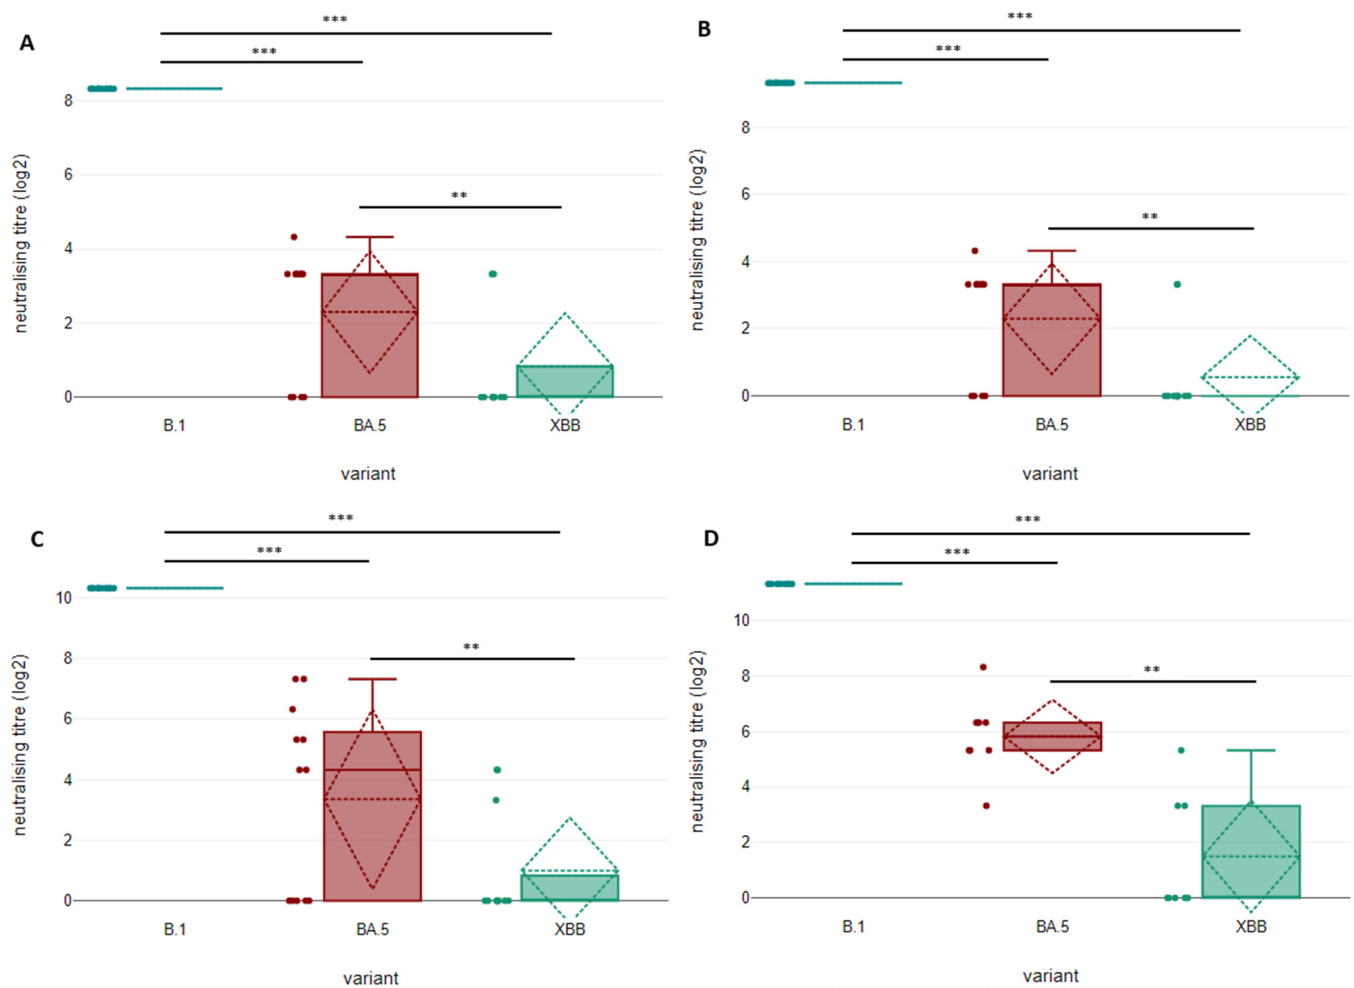 A
***
***
**
8
6
4
2
0
neutralising titre (log2)
B.1
BA.5
XBB
variant
B
***
***
**
8
6
4
2
0
neutralising titre (log2)
B.1
BA.5
XBB
variant
C
***
***
**
10
8
6
4
2
0
neutralising titre (log2)
B.1
BA.5
XBB
variant
D
***
***
**
10
8
6
4
2
0
neutralising titre (log2)
B.1
BA.5
XBB
variant